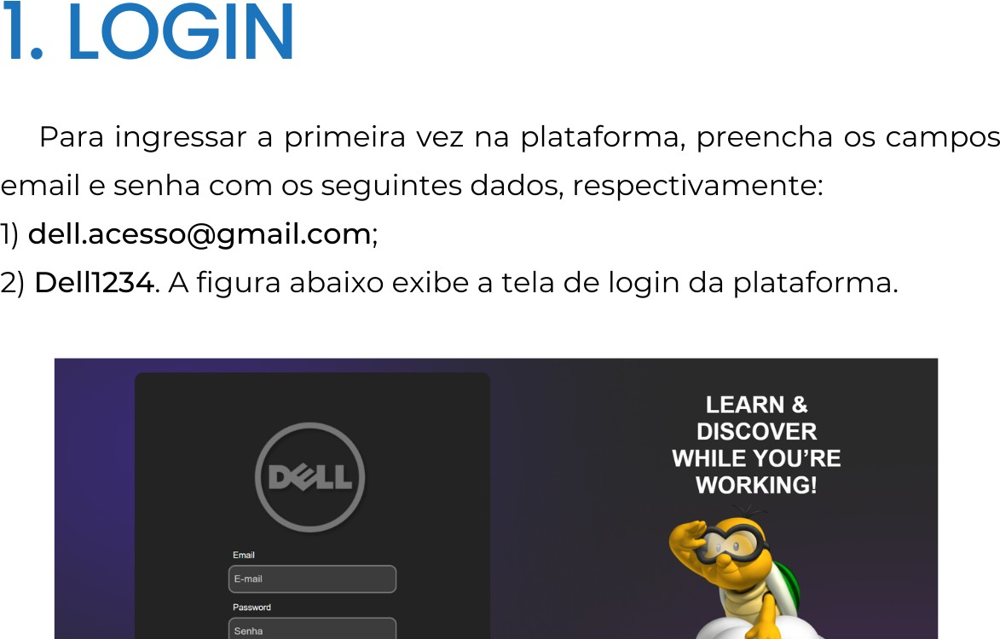 1. LOGIN
Para ingressar a primeira vez na plataforma, preencha os campos
email e senha com os seguintes dados, respectivamente:
1) dell.acesso@gmail.com;
2) Dell1234. A figura abaixo exibe a tela de login da plataforma.
DELL
Email
E-mail
Password
Senha
LEARN &
DISCOVER
WHILE YOU'RE
WORKING!